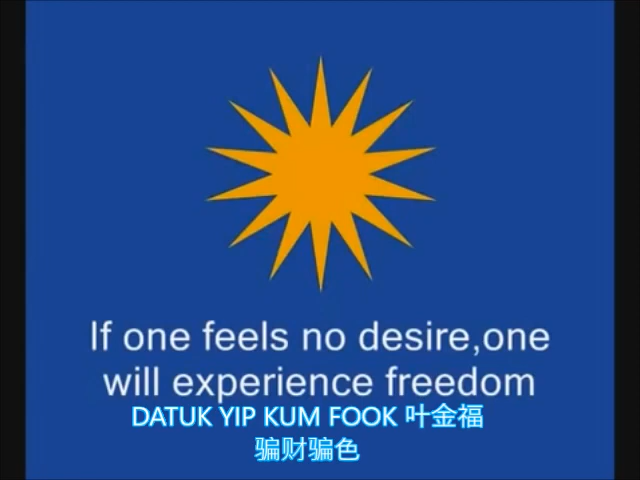 If one feels no desire,one
will experience freedom
DATUK YIP KUM FOOK 叶金福
骗财骗色